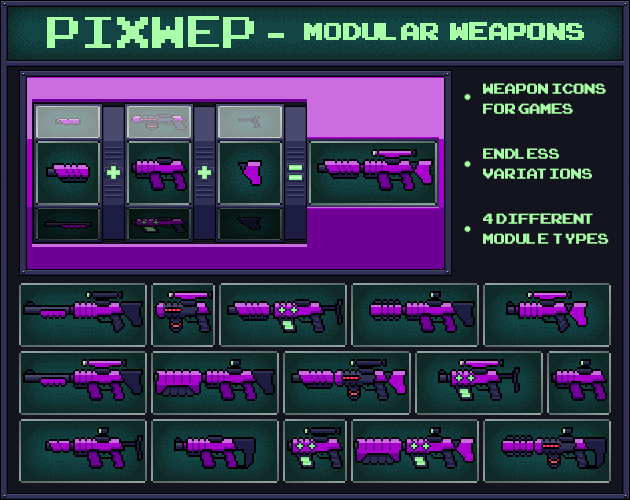 PIXWEP - MODULAR WEAPONS
+ + =
• WEAPON ICONS
FOR GAMES
• ENDLESS
VARIATIONS
• 4 DIFFERENT
MODULE TYPES